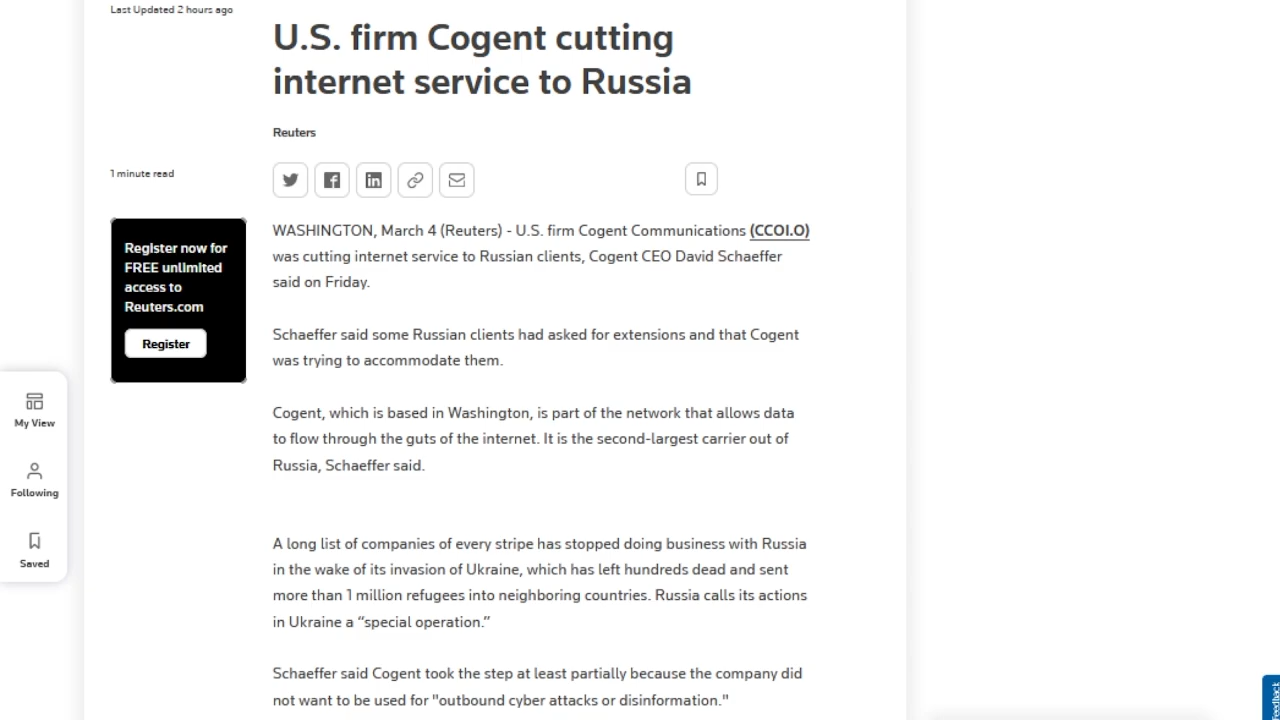 Last Updated 2 hours ago
U.S. firm Cogent cutting
internet service to Russia
Reuters
1 minute read
Register now for
FREE unlimited
access to
Reuters.com
Register
WASHINGTON, March 4 (Reuters) - U.S. firm Cogent Communications (CCOI.O)
was cutting internet service to Russian clients, Cogent CEO David Schaeffer
said on Friday.
Schaeffer said some Russian clients had asked for extensions and that Cogent
was trying to accommodate them.
Cogent, which is based in Washington, is part of the network that allows data
to flow through the guts of the internet. It is the second-largest carrier out of
Russia, Schaeffer said.
A long list of companies of every stripe has stopped doing business with Russia
in the wake of its invasion of Ukraine, which has left hundreds dead and sent
more than 1 million refugees into neighboring countries. Russia calls its actions
in Ukraine a “special operation.”
Schaeffer said Cogent took the step at least partially because the company did
not want to be used for "outbound cyber attacks or disinformation."
My View
Following
Saved